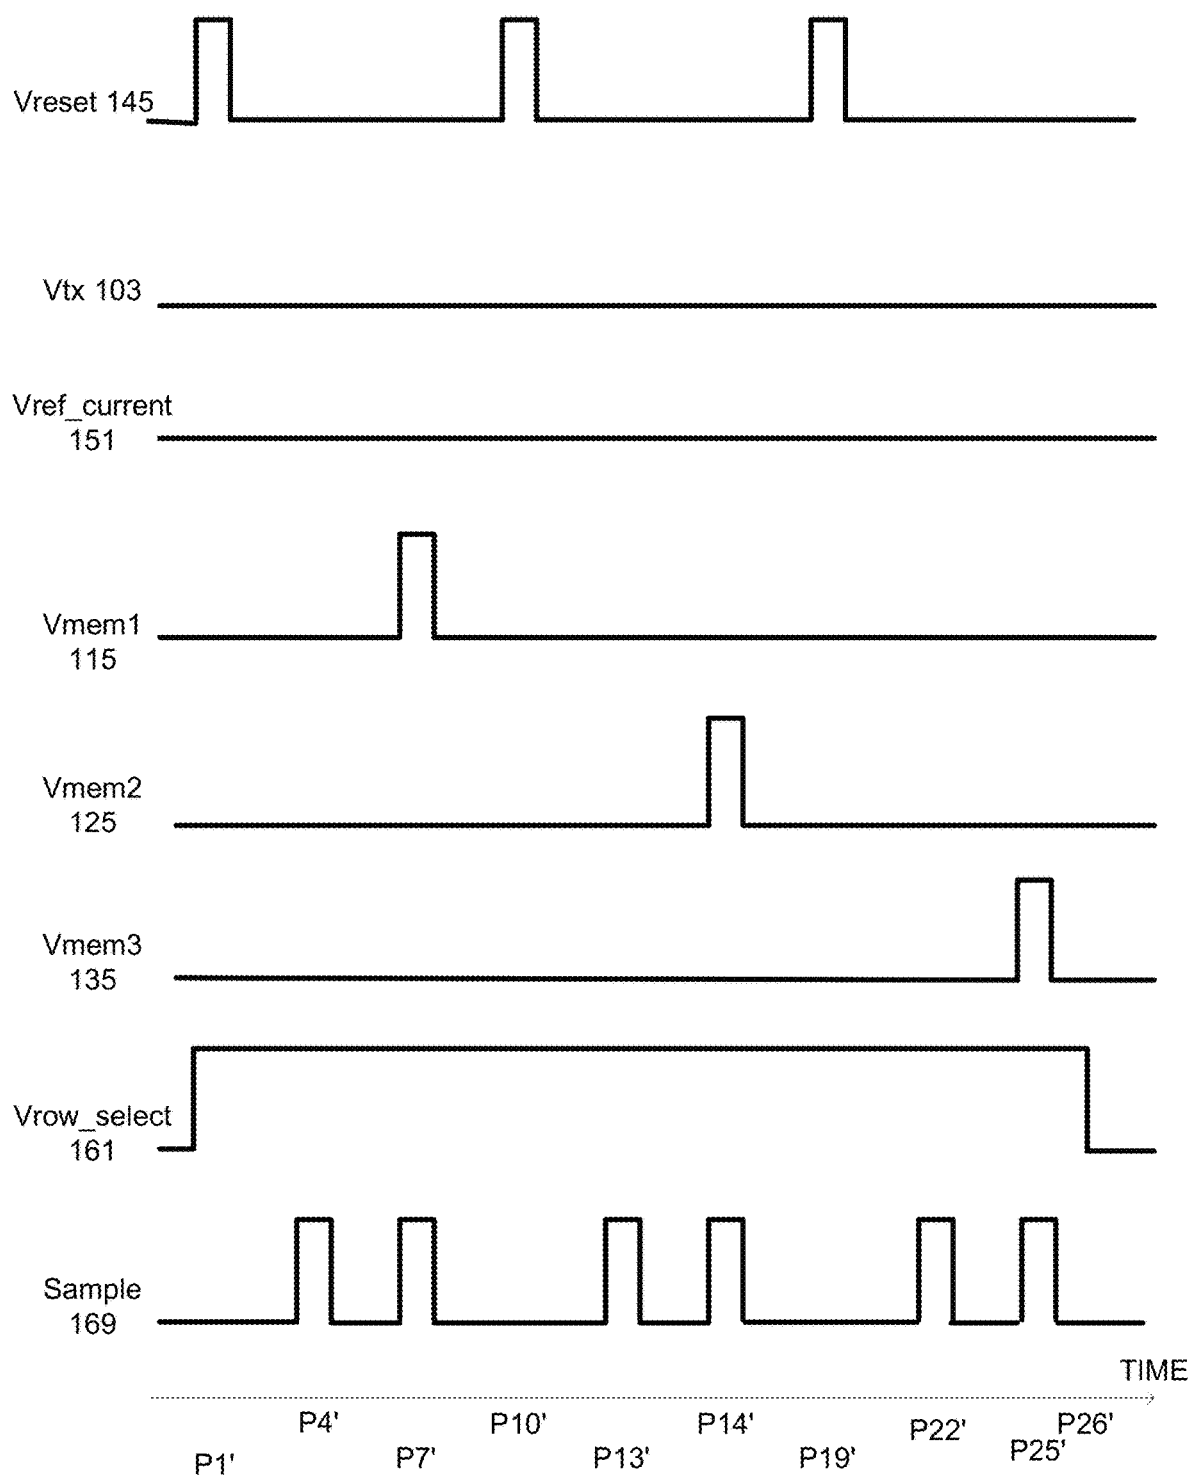 Vreset 145
Vtx 103
Vref_current
151
Vmem1
115
Vmem2
125
Vmem3
135
Vrow_select
161
Sample
169
TIME
P1'
P4'
P7'
P10'
P13'
P14'
P19'
P22'
P25'
P26'